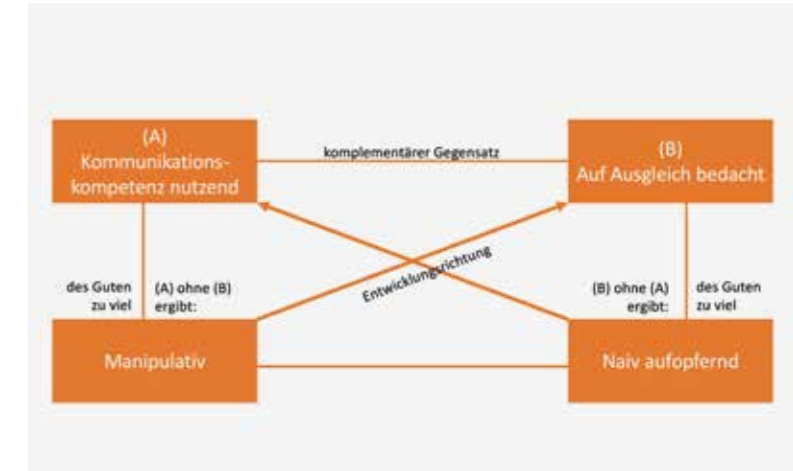 (A)
Kommunikations-
kompetenz nutzend
komplementärer Gegensatz
(B)
Auf Ausgleich bedacht
Entwicklungsrichtung
des Guten
zu viel
(A) ohne (B)
ergibt:
(B) ohne (A)
ergibt:
des Guten
zu viel
Manipulativ
Naiv aufopfernd